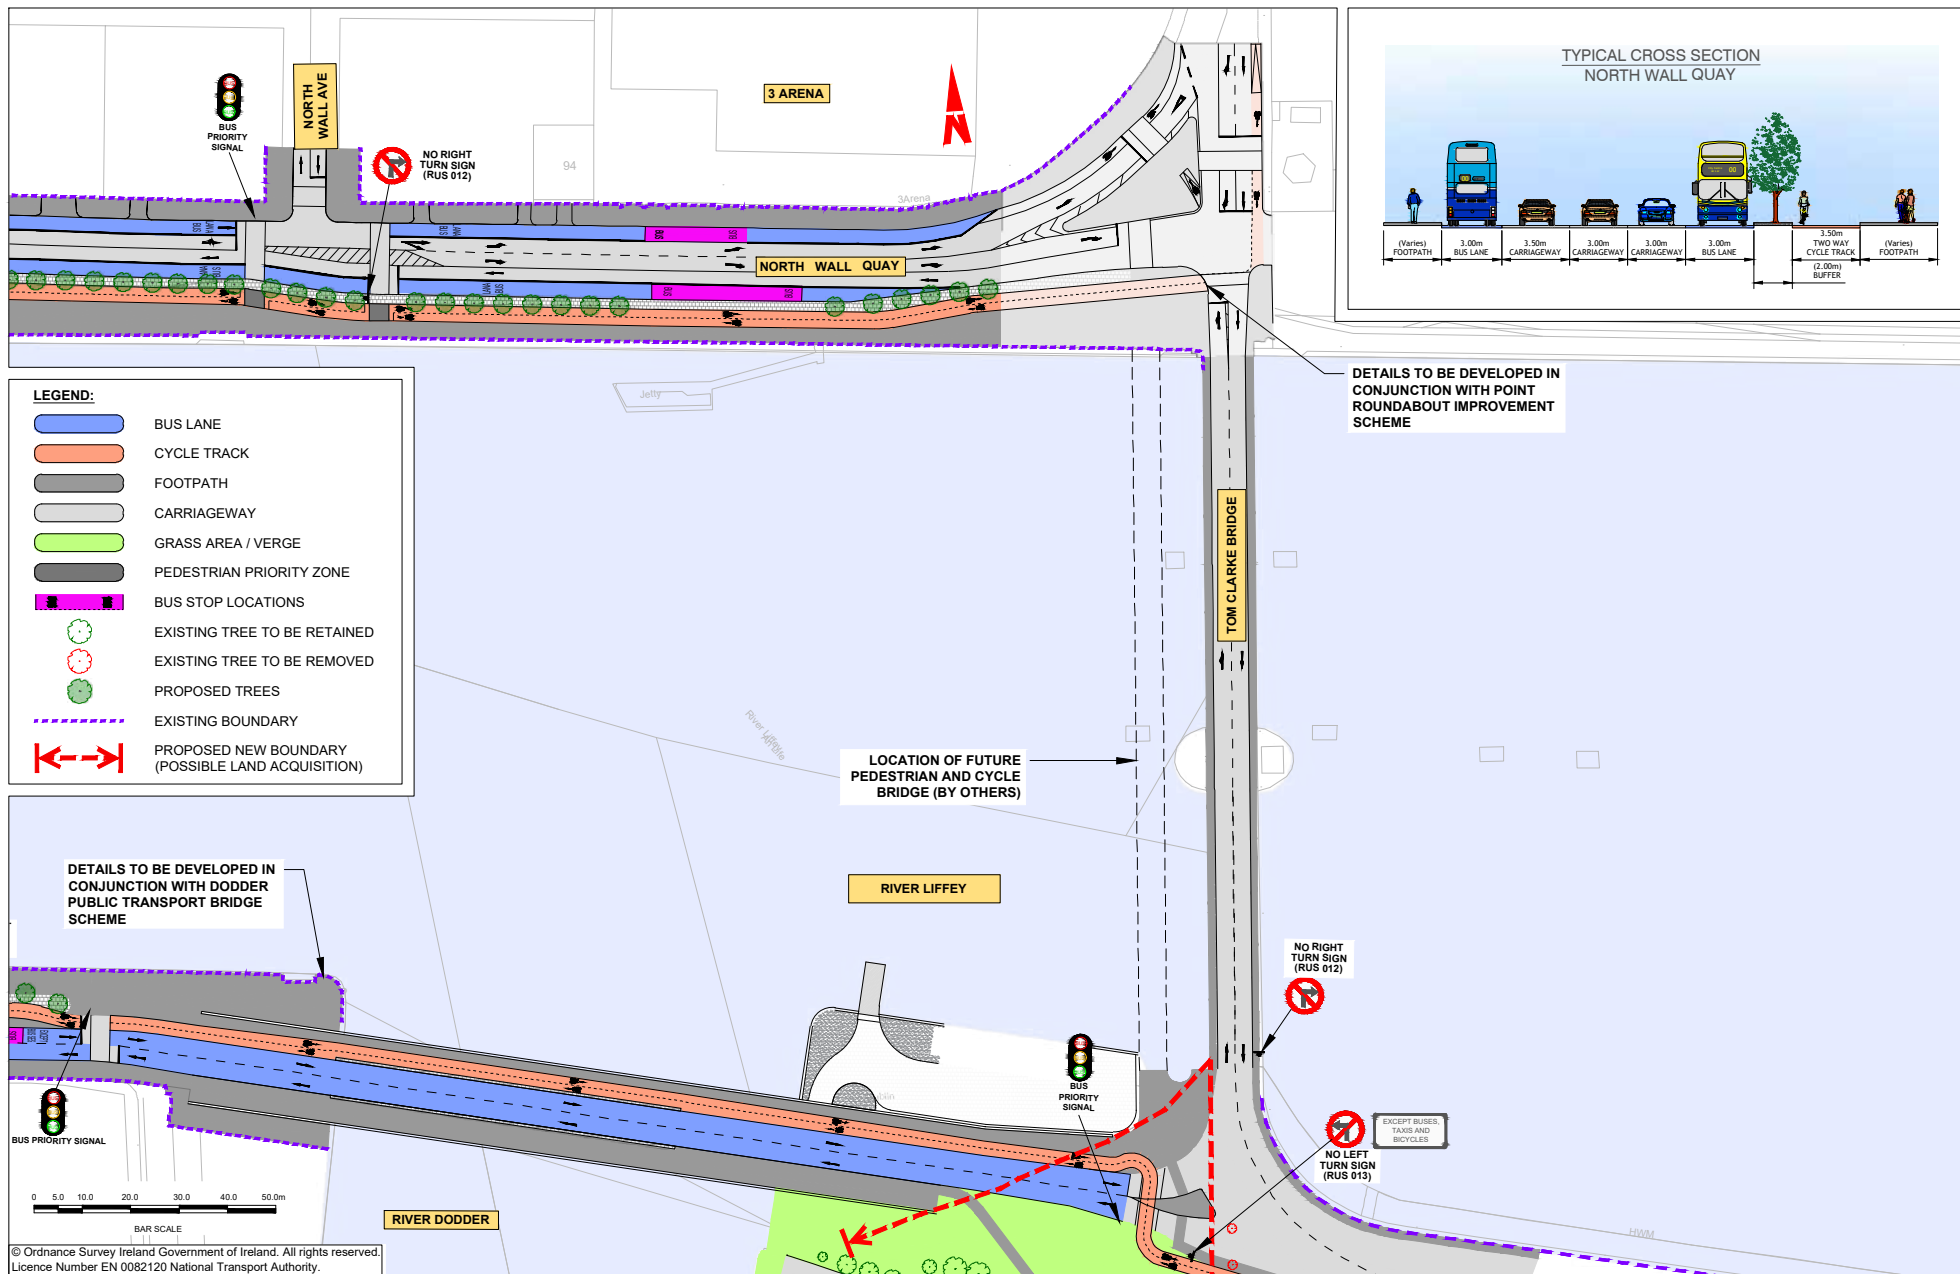 BUS
PRIORITY
SIGNAL
NORTH
WALL AVE
NO RIGHT
TURN SIGN
(RUS 012)
3 ARENA
94
3Arena
N
NORTH WALL QUAY
BUS
BUS
Jetty
TYPICAL CROSS SECTION
NORTH WALL QUAY
00
00
(Varies)
FOOTPATH
3.00m
BUS LANE
3.50m
CARRIAGEWAY
3.00m
CARRIAGEWAY
3.00m
CARRIAGEWAY
3.00m
BUS LANE
3.50m
TWO WAY
CYCLE TRACK
(2.00m)
BUFFER
(Varies)
FOOTPATH
DETAILS TO BE DEVELOPED IN
CONJUNCTION WITH POINT
ROUNDABOUT IMPROVEMENT
SCHEME
LEGEND:
BUS LANE
CYCLE TRACK
FOOTPATH
CARRIAGEWAY
GRASS AREA / VERGE
PEDESTRIAN PRIORITY ZONE
BUS STOP LOCATIONS
EXISTING TREE TO BE RETAINED
EXISTING TREE TO BE REMOVED
PROPOSED TREES
EXISTING BOUNDARY
PROPOSED NEW BOUNDARY
(POSSIBLE LAND ACQUISITION)
TOM CLARKE BRIDGE
River Liffey
LOCATION OF FUTURE
PEDESTRIAN AND CYCLE
BRIDGE (BY OTHERS)
RIVER LIFFEY
DETAILS TO BE DEVELOPED IN
CONJUNCTION WITH DODDER
PUBLIC TRANSPORT BRIDGE
SCHEME
NO RIGHT
TURN SIGN
(RUS 012)
BUS
PRIORITY
SIGNAL
EXCEPT BUSES,
TAXIS AND
BICYCLES
NO LEFT
TURN SIGN
(RUS 013)
BUS PRIORITY SIGNAL
HWM
0 5.0 10.0 20.0 30.0 40.0 50.0m
BAR SCALE
RIVER DODDER
© Ordnance Survey Ireland Government of Ireland. All rights reserved.
Licence Number EN 0082120 National Transport Authority.